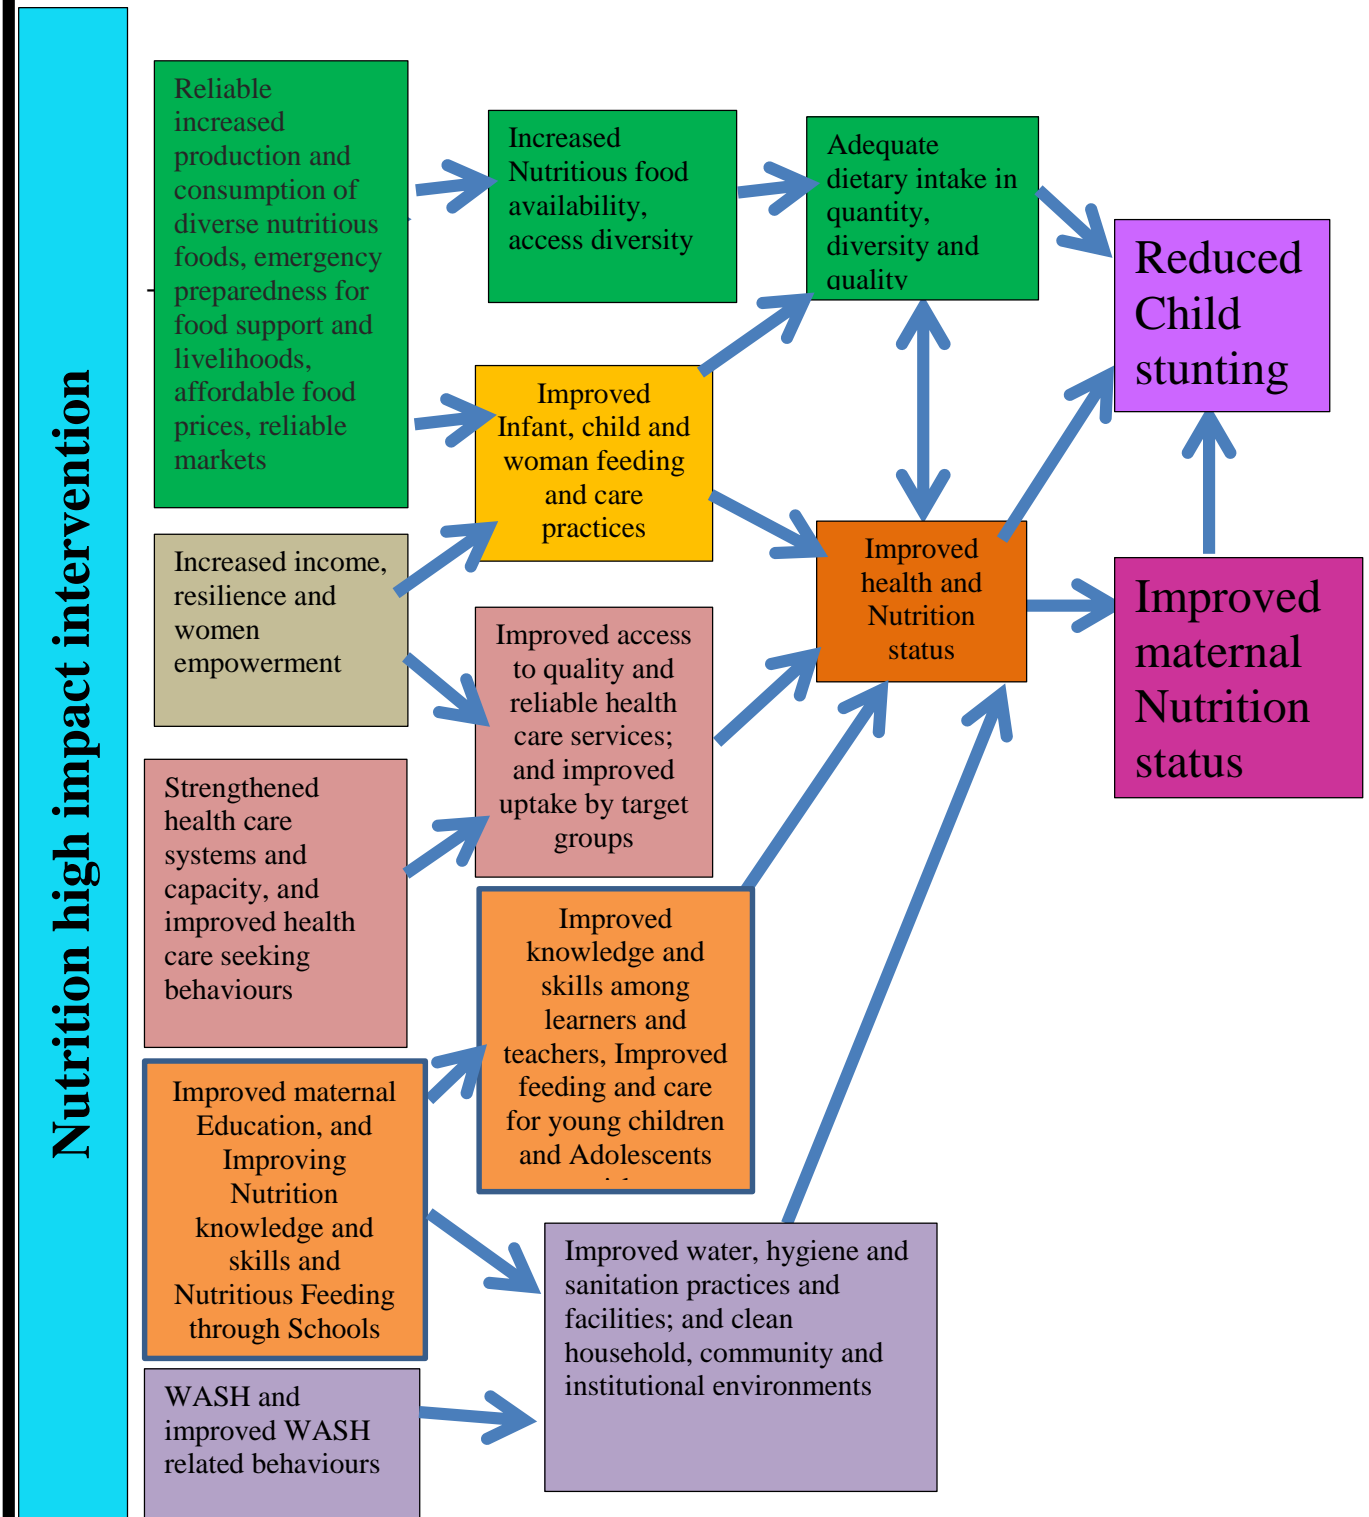 Nutrition high impact intervention
Reliable
increased
production and
consumption of
diverse nutritious
foods, emergency
preparedness for
food support and
livelihoods,
affordable food
prices, reliable
markets
Increased income,
resilience and
women
empowerment
Strengthened
health care
systems and
capacity, and
improved health
care seeking
behaviours
Improved maternal
Education, and
Improving
Nutrition
knowledge and
skills and
Nutritious Feeding
through Schools
WASH and
improved WASH
related behaviours
Increased
Nutritious food
availability,
access diversity
Improved
Infant, child and
woman feeding
and care
practices
Improved access
to quality and
reliable health
care services;
and improved
uptake by target
groups
Improved
knowledge and
skills among
learners and
teachers, Improved
feeding and care
for young children
and Adolescents
Improved water, hygiene and
sanitation practices and
facilities; and clean
household, community and
institutional environments
Adequate
dietary intake in
quantity,
diversity and
quality
Improved
health and
Nutrition
status
Reduced
Child
stunting
Improved
maternal
Nutrition
status